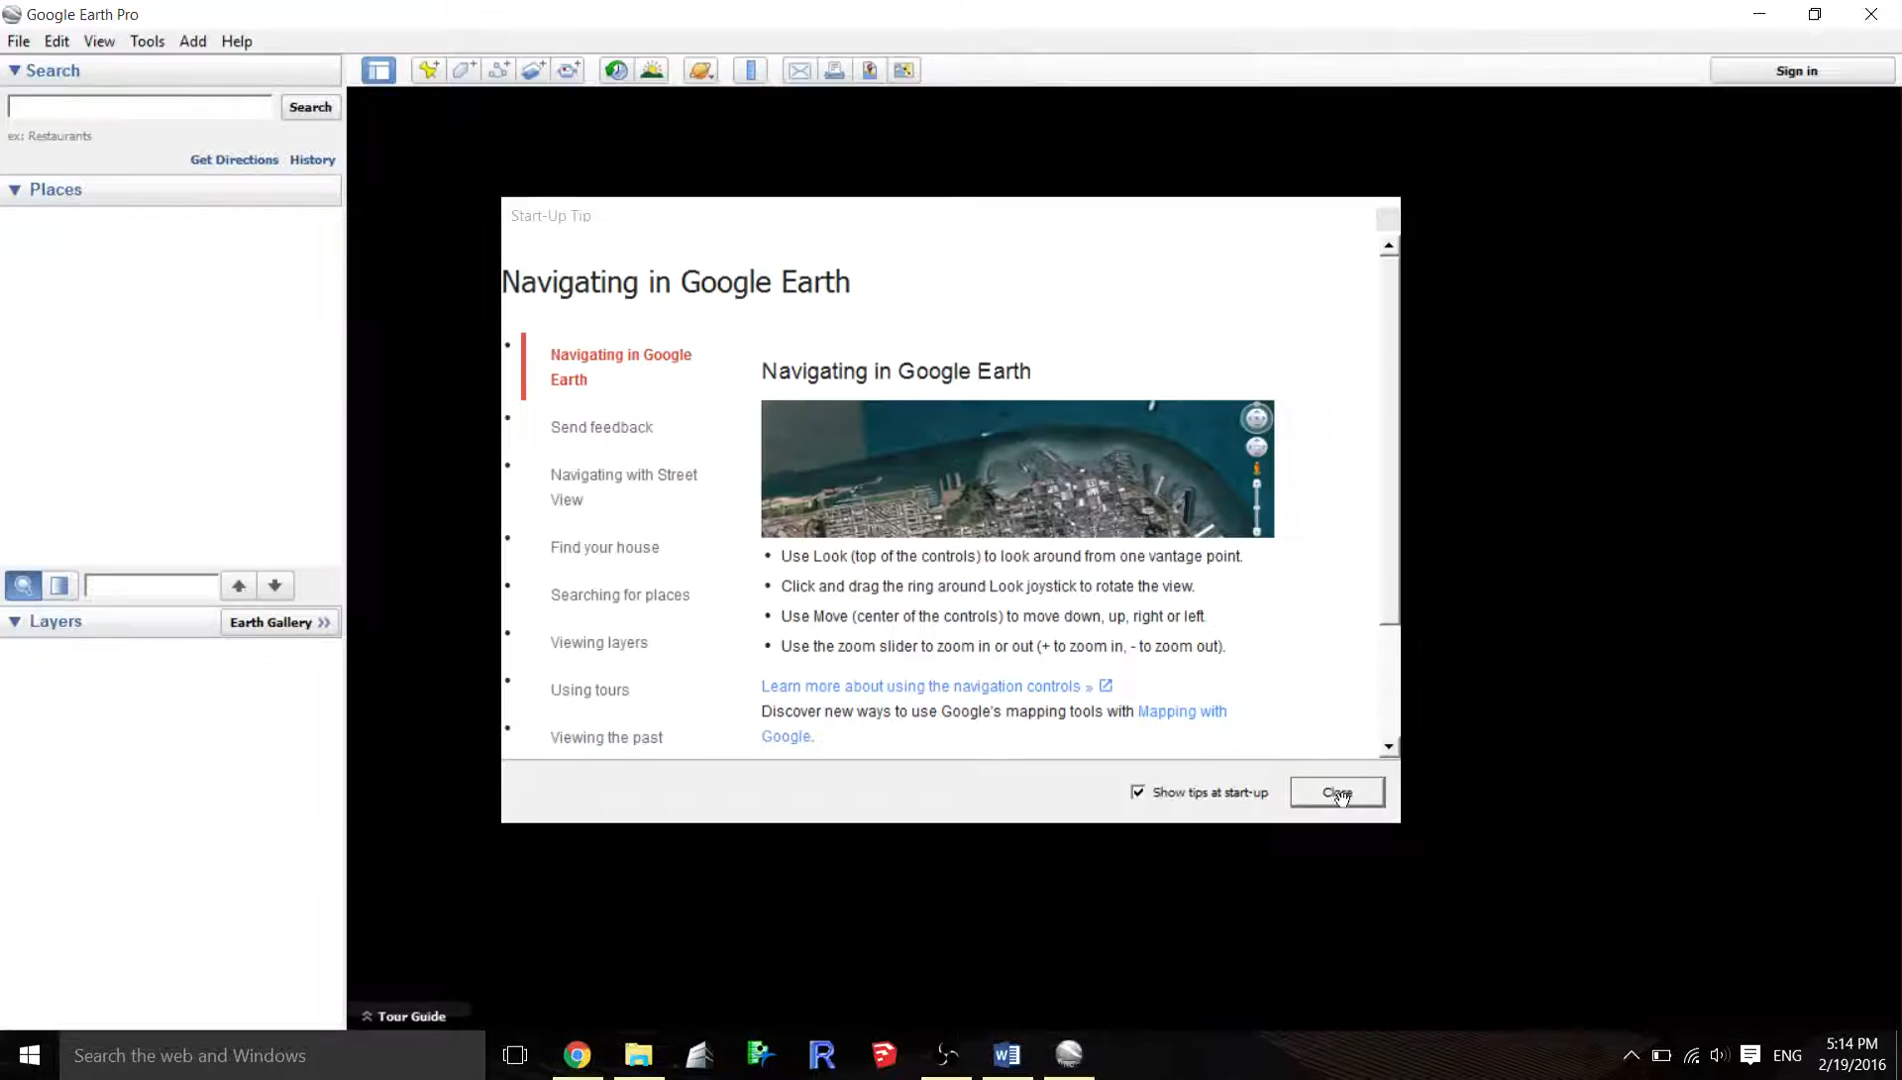 Google Earth Pro
File Edit View Tools Add Help
Search
Sign in
Search
ex: Restaurants
Get Directions History
Places
Start-Up Tip
Navigating in Google Earth
Navigating in Google
Earth
Send feedback
Navigating with Street
View
Find your house
Searching for places
Viewing layers
Using tours
Viewing the past
Navigating in Google Earth
• Use Look (top of the controls) to look around from one vantage point.
• Click and drag the ring around Look joystick to rotate the view.
• Use Move (center of the controls) to move down, up, right or left.
• Use the zoom slider to zoom in or out (+ to zoom in, - to zoom out).
Learn more about using the navigation controls »
Discover new ways to use Google's mapping tools with Mapping with
Google.
Show tips at start-up
Close
Layers
Earth Gallery »
Tour Guide
Search the web and Windows
ENG
5:14 PM
2/19/2016